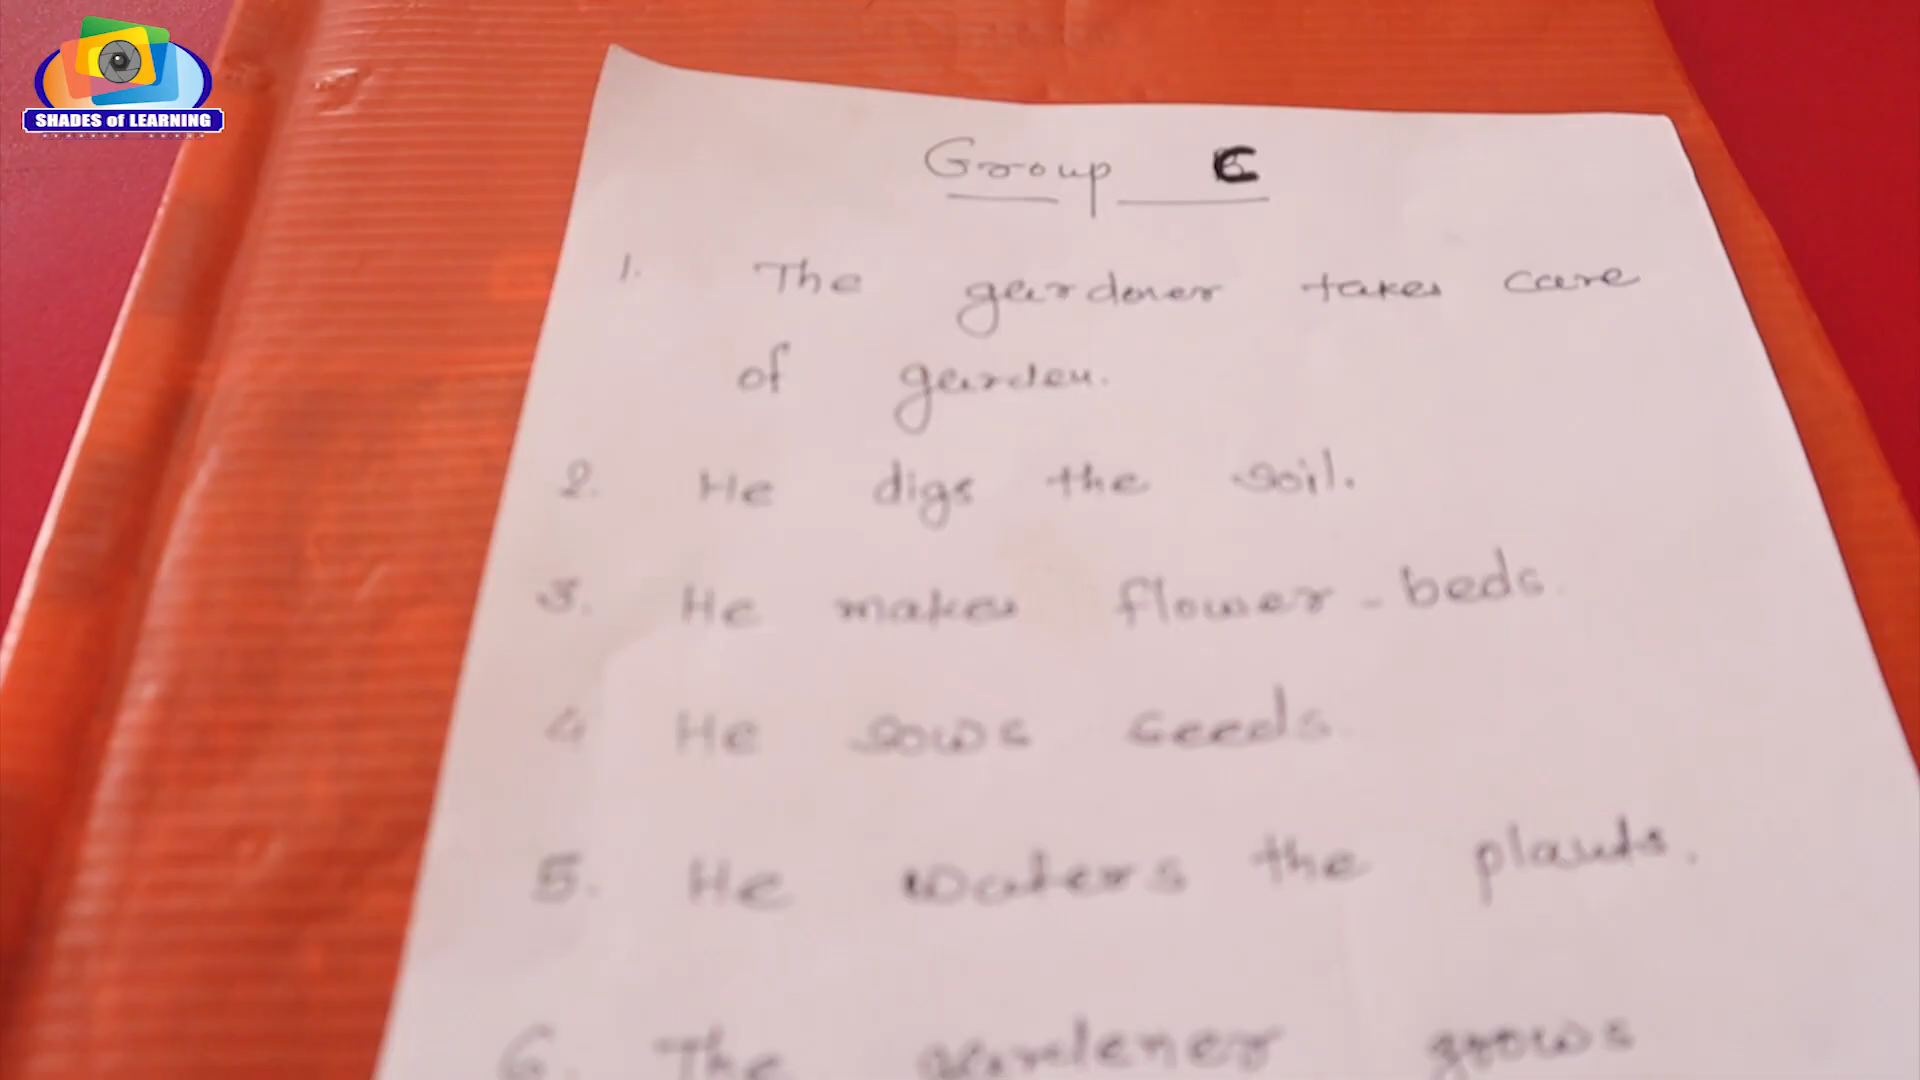 SHADES of LEARNING
Group C
1. The gardener takes care
of garden.
2. He digs the soil.
3. He makes flower-beds.
4 He sows seeds.
5. He waters the plants.
6. The gardener grows